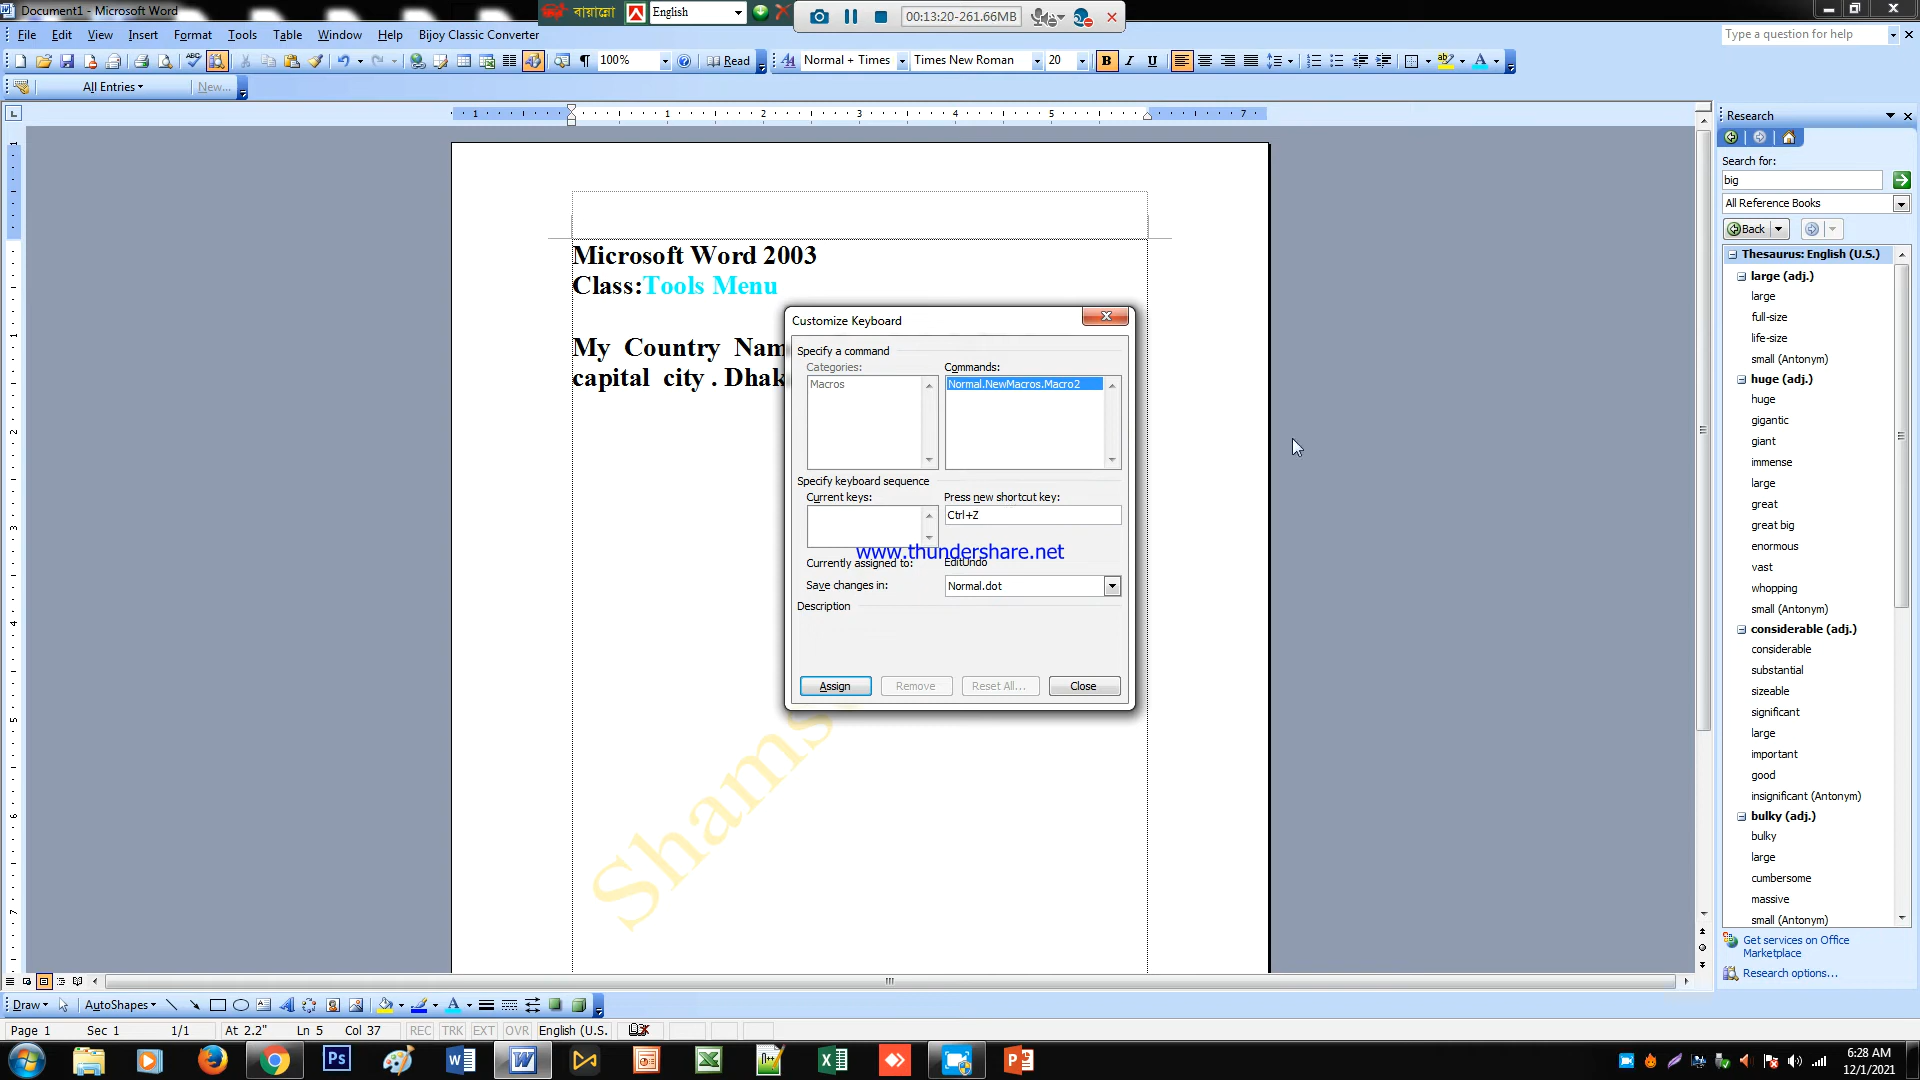 Document1 - Microsoft Word
বায়ান্নো
English
00:13:20-261.66MB
File Edit View Insert Format Tools Table Window Help Bijoy Classic Converter
Type a question for help
100%
Read
Normal + Times
Times New Roman
20
B I U
All Entries
New...
Research
Search for:
big
All Reference Books
Back
Thesaurus: English (U.S.)
large (adj.)
large
full-size
life-size
small (Antonym)
huge (adj.)
huge
gigantic
giant
immense
large
great
great big
enormous
vast
whopping
small (Antonym)
considerable (adj.)
considerable
substantial
sizeable
significant
large
important
good
insignificant (Antonym)
bulky (adj.)
bulky
large
cumbersome
massive
small (Antonym)
Get services on Office
Marketplace
Research options...
Microsoft Word 2003
Class:Tools Menu
My Country Nam
capital city . Dhak
Shams
Customize Keyboard
Specify a command
Categories:
Commands:
Macros
Normal.NewMacros.Macro2
Specify keyboard sequence
Current keys:
Press new shortcut key:
Ctrl+Z
www.thundershare.net
Currently assigned to:
EditUndo
Save changes in:
Normal.dot
Description
Assign
Remove
Reset All...
Close
Draw
AutoShapes
Page 1 Sec 1 1/1 At 2.2" Ln 5 Col 37 REC TRK EXT OVR English (U.S.
6:28 AM
12/1/2021